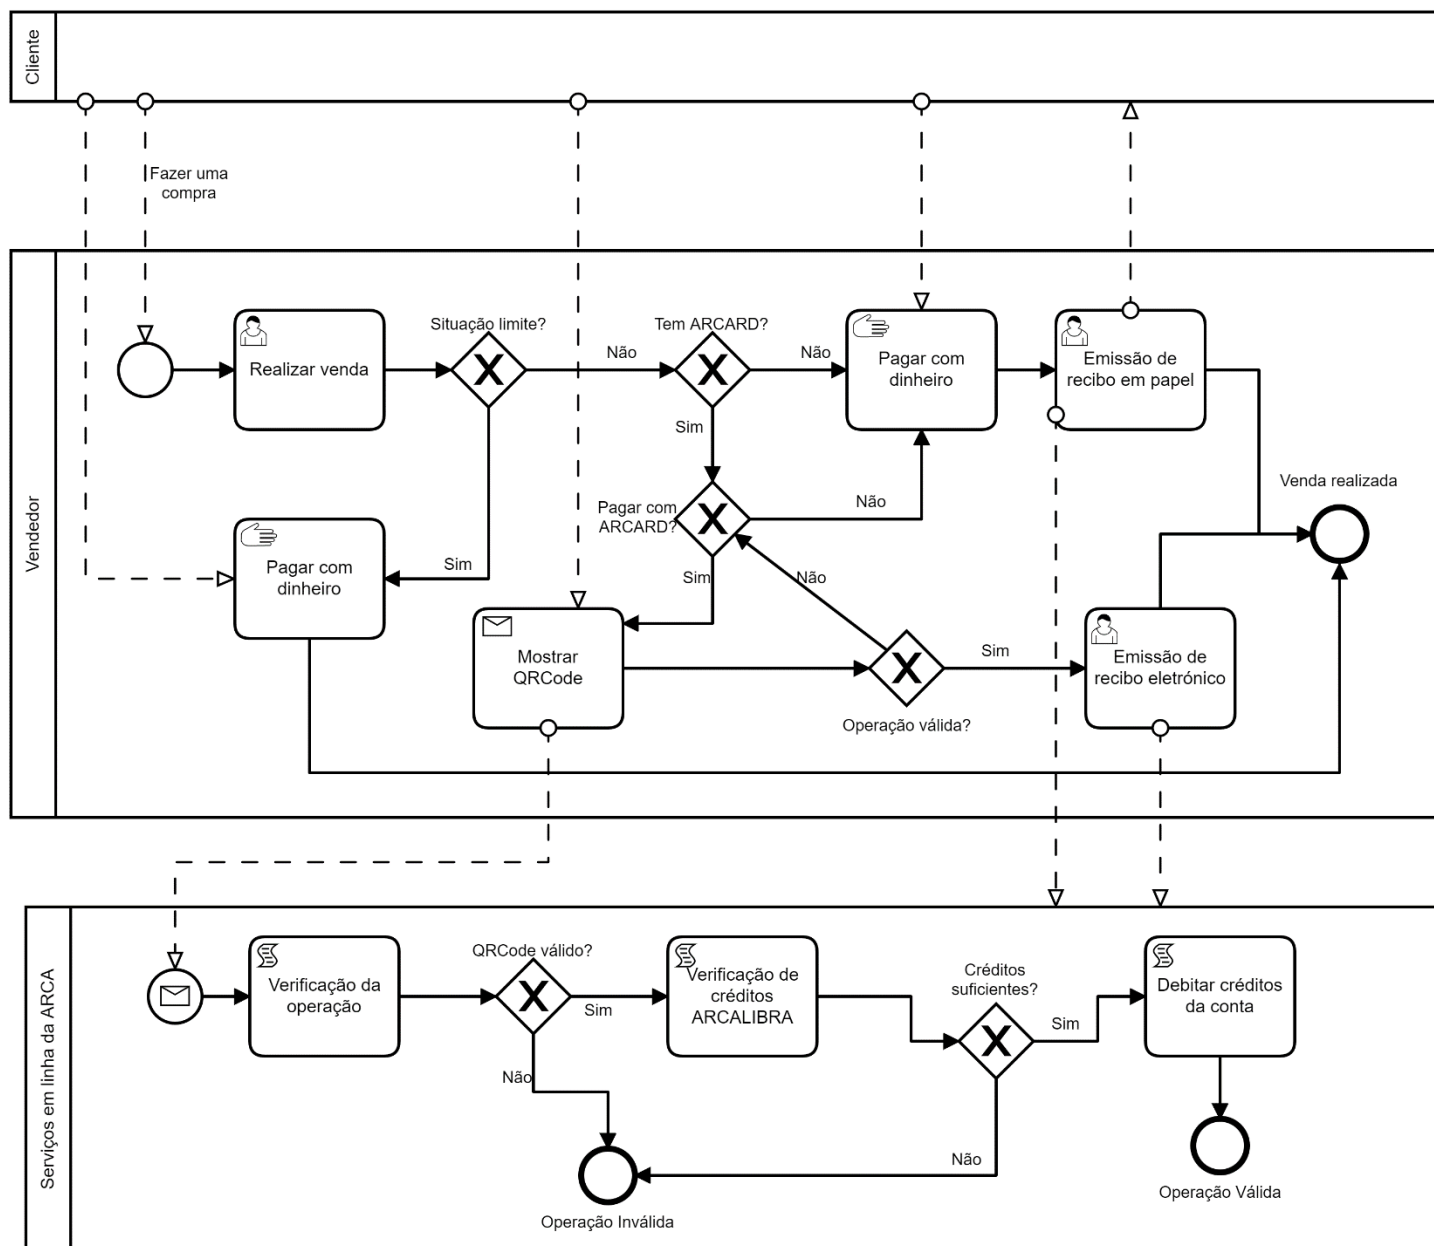 Cliente
Fazer uma
compra
Vendedor
Realizar venda
Situação limite?
Não
Tem ARCARD?
Não
Pagar com
dinheiro
Emissão de
recibo em papel
Sim
Pagar com
ARCARD?
Não
Venda realizada
Sim
Pagar com
dinheiro
Sim
Não
Mostrar
QRCode
Sim
Operação válida?
Emissão de
recibo eletrónico
Serviços em linha da ARCA
Verificação da
operação
QRCode válido?
Sim
Não
Verificação de
créditos
ARCALIBRA
Créditos
suficientes?
Sim
Não
Debitar créditos
da conta
Operação Inválida
Operação Válida